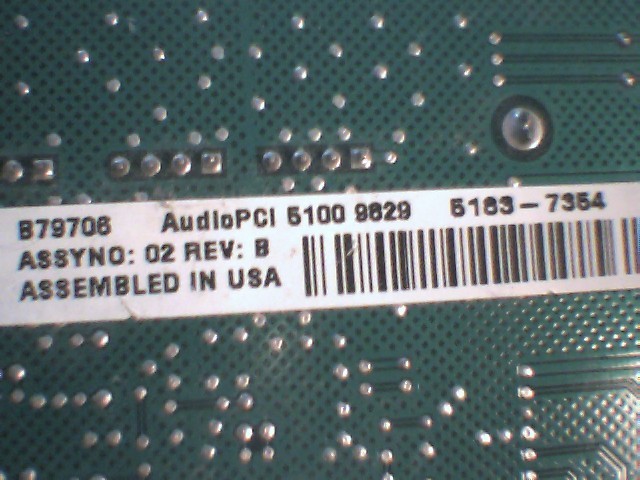 B79706 AudioPCI 5100 9829 5183-7354
ASSYNO: 02 REV: B
ASSEMBLED IN USA